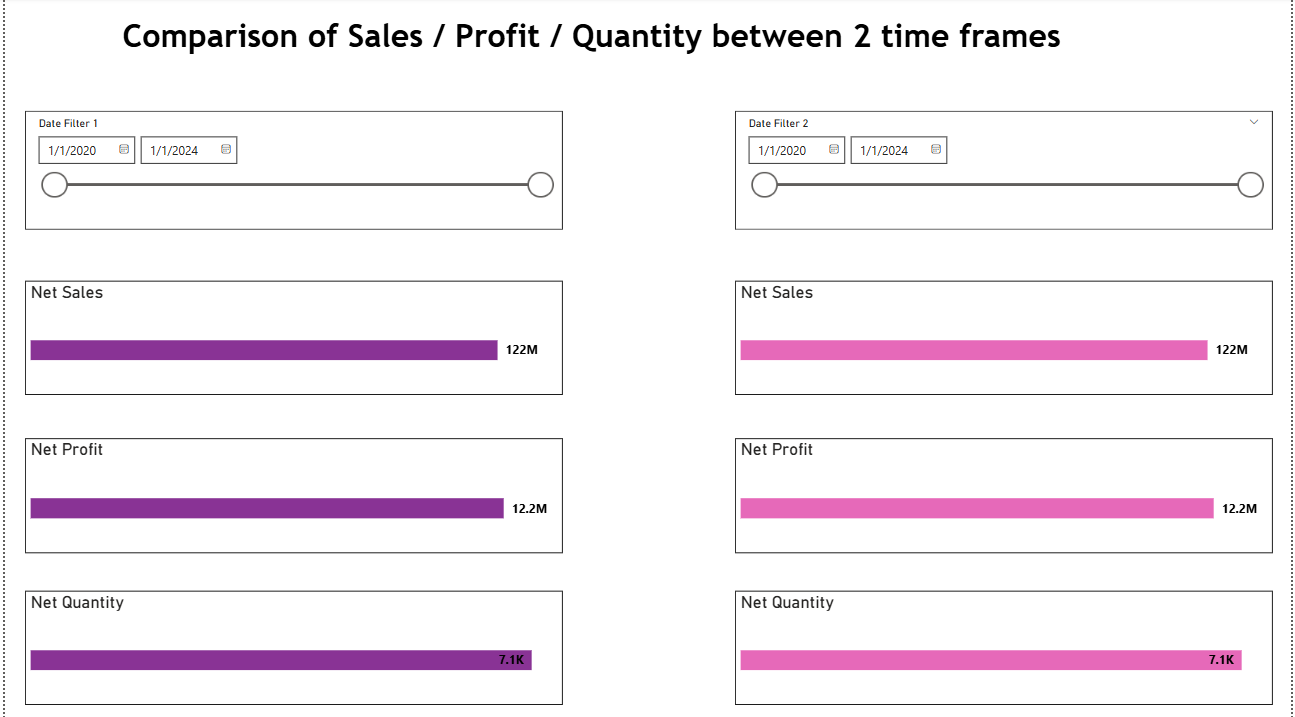 Comparison of Sales / Profit / Quantity between 2 time frames
Date Filter 1
1/1/2020
1/1/2024
Date Filter 2
1/1/2020
1/1/2024
Net Sales
122M
Net Sales
122M
Net Profit
12.2M
Net Profit
12.2M
Net Quantity
7.1K
Net Quantity
7.1K